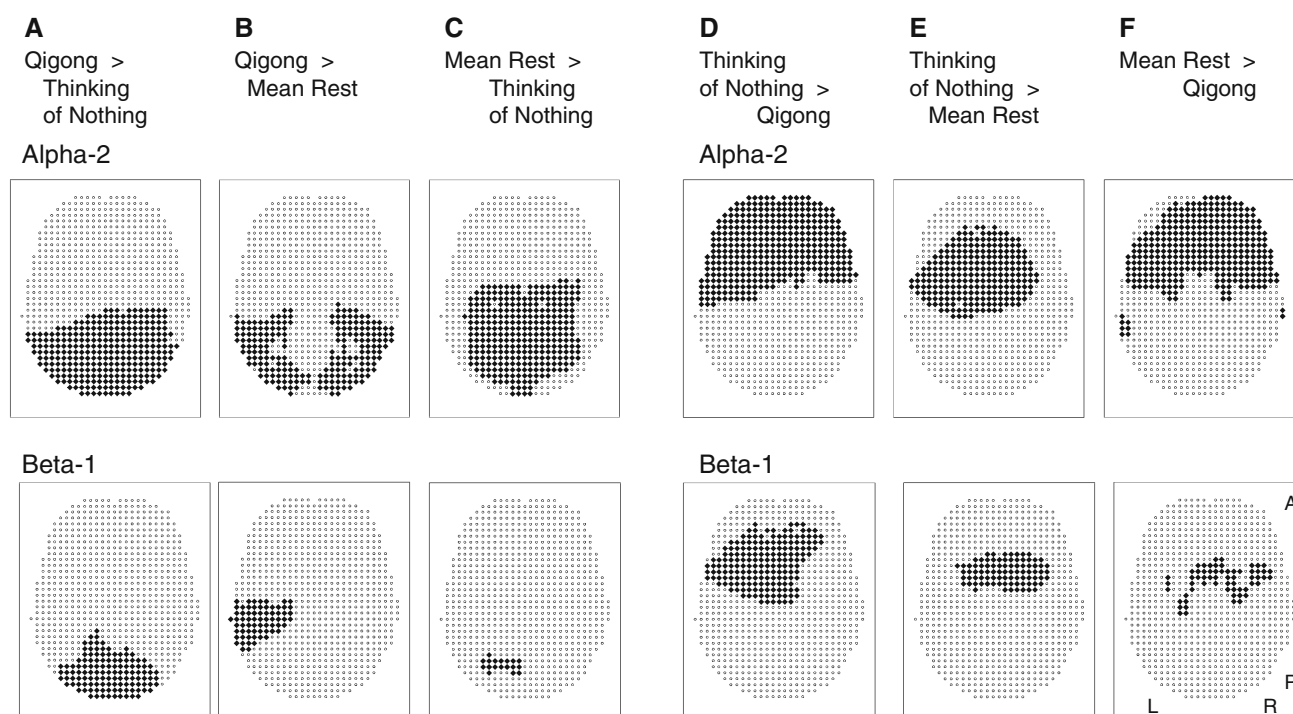 A
Qigong >
Thinking
of Nothing
B
Qigong >
Mean Rest
C
Mean Rest >
Thinking
of Nothing
D
Thinking
of Nothing >
Qigong
E
Thinking
of Nothing >
Mean Rest
F
Mean Rest >
Qigong
Alpha-2
Alpha-2
Beta-1
Beta-1
A
P
L R